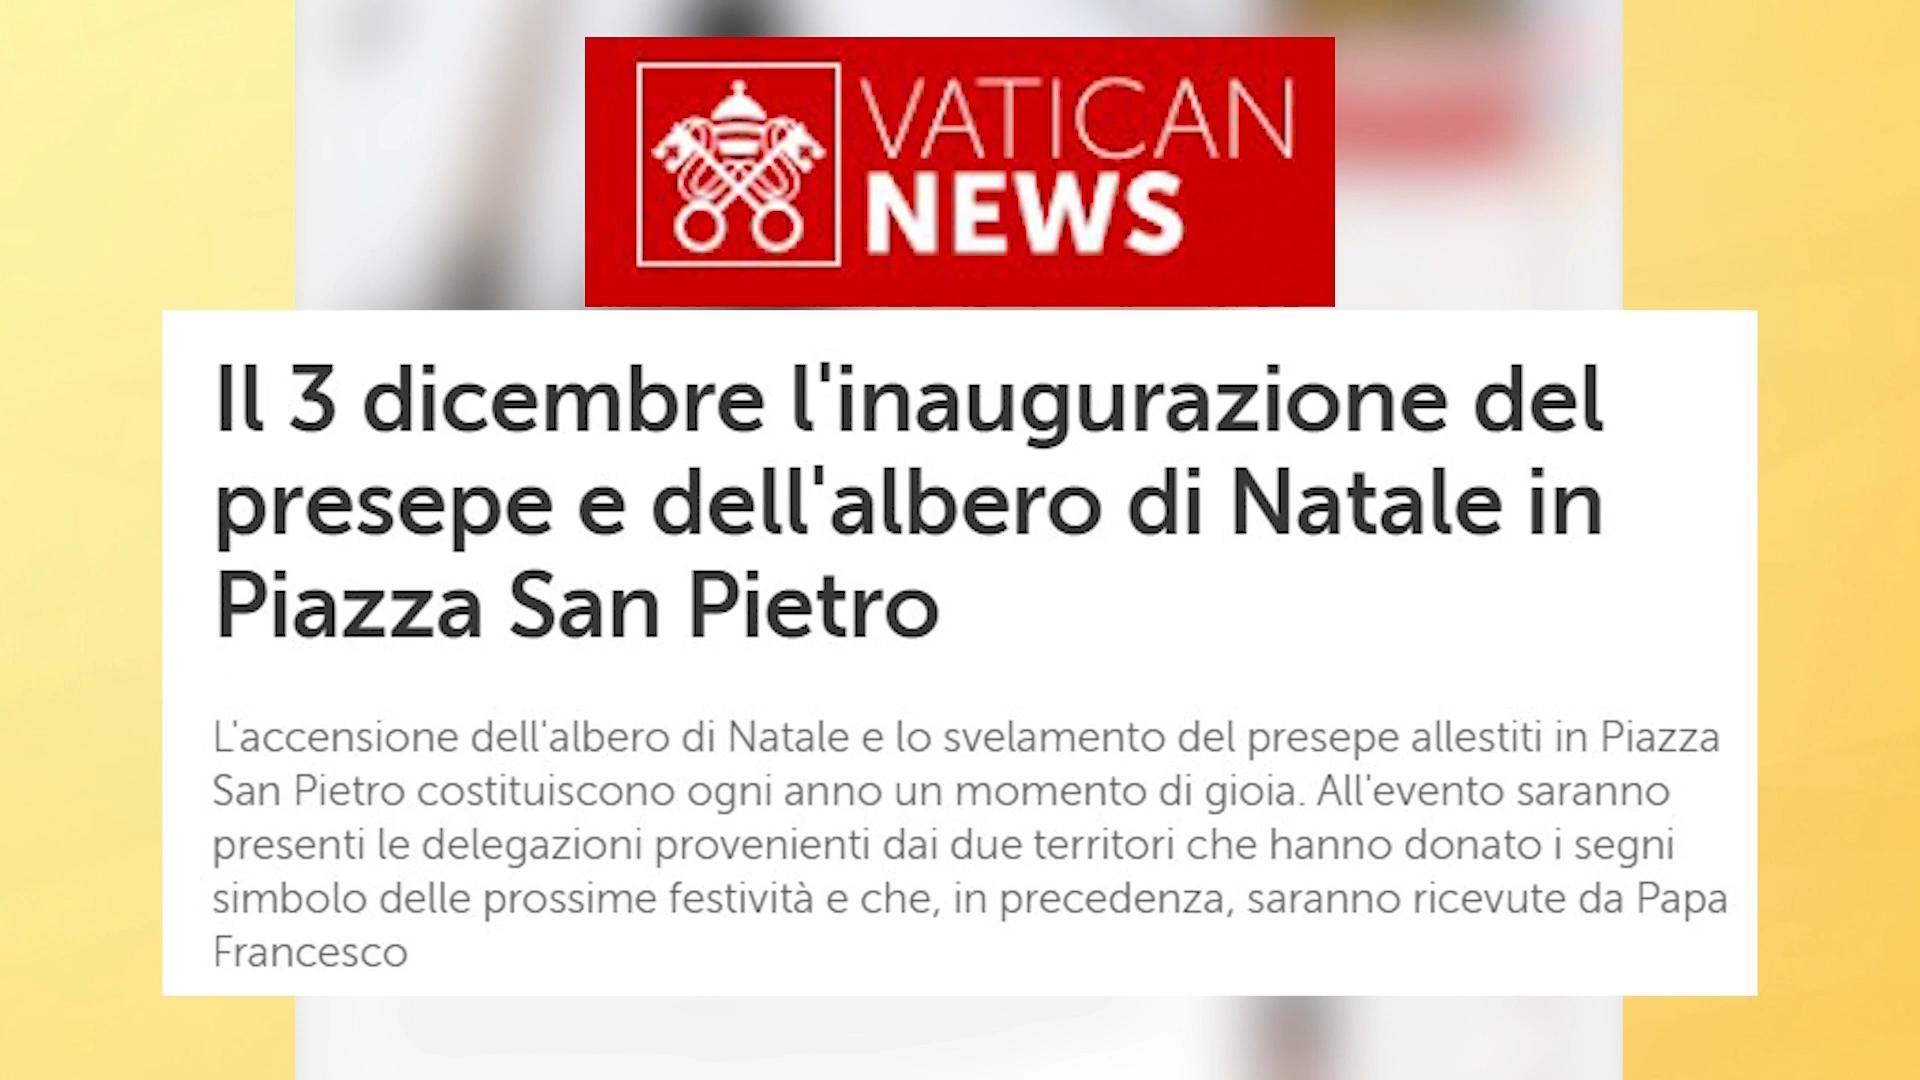 VATICAN
NEWS
Il 3 dicembre l'inaugurazione del
presepe e dell'albero di Natale in
Piazza San Pietro
L'accensione dell'albero di Natale e lo svelamento del presepe allestiti in Piazza
San Pietro costituiscono ogni anno un momento di gioia. All'evento saranno
presenti le delegazioni provenienti dai due territori che hanno donato i segni
simbolo delle prossime festività e che, in precedenza, saranno ricevute da Papa
Francesco